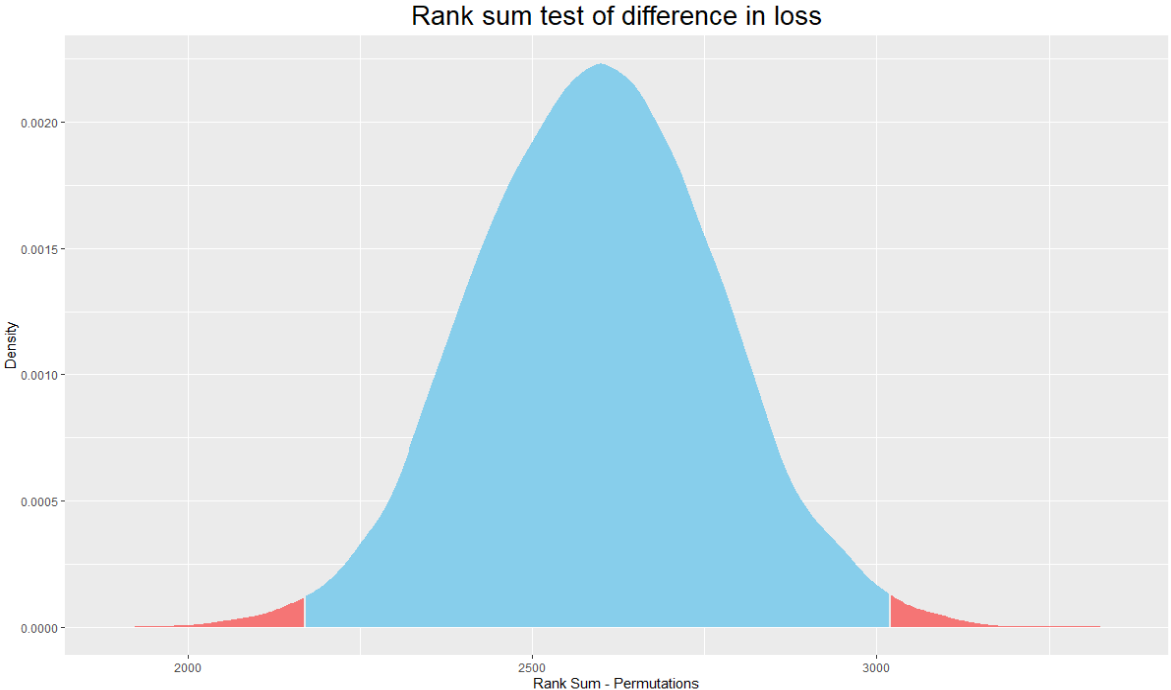 Rank sum test of difference in loss
0.0020
0.0015
0.0010
0.0005
0.0000
Density
2000
2500
3000
Rank Sum - Permutations